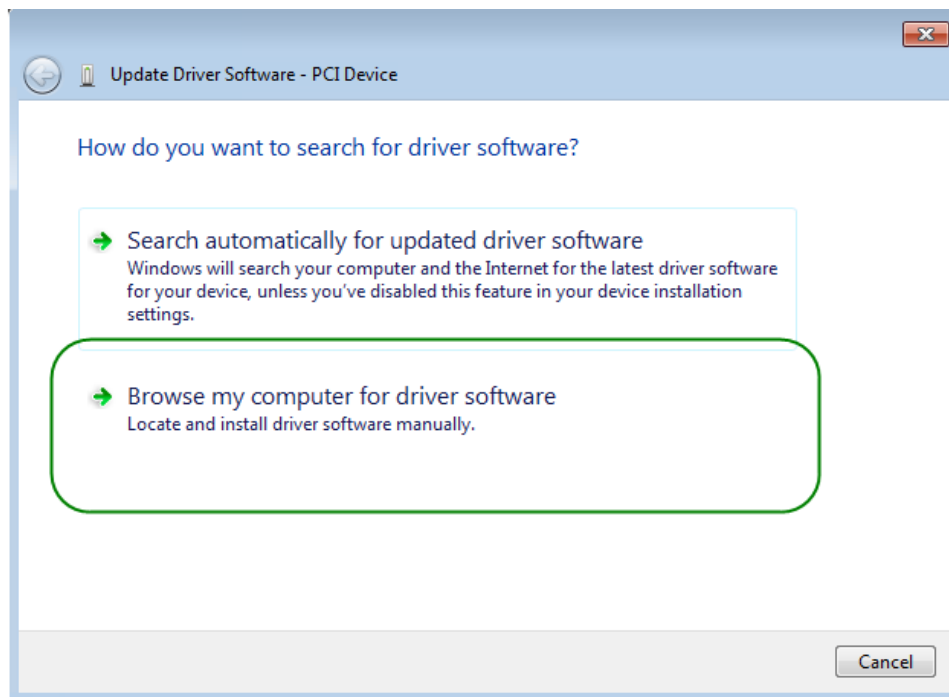 Update Driver Software - PCI Device
How do you want to search for driver software?
Search automatically for updated driver software
Windows will search your computer and the Internet for the latest driver software
for your device, unless you've disabled this feature in your device installation
settings.
Browse my computer for driver software
Locate and install driver software manually.
Cancel